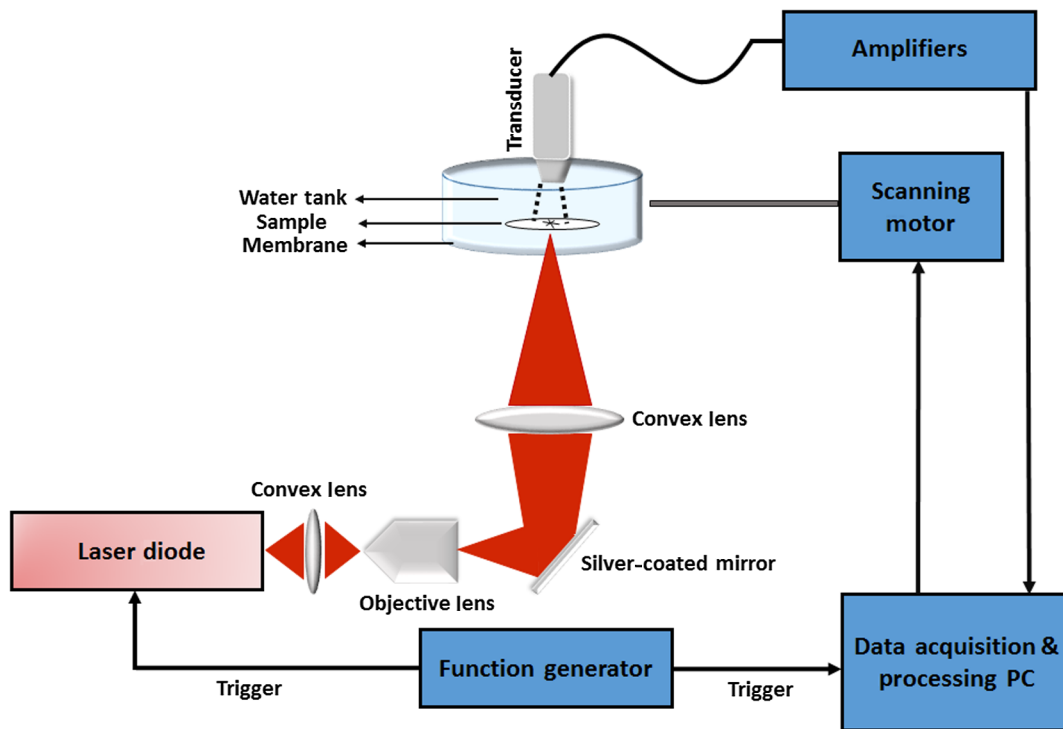 Amplifiers
Transducer
Water tank
Sample
Membrane
Scanning
motor
Convex lens
Convex lens
Laser diode
Silver-coated mirror
Objective lens
Function generator
Data acquisition &
processing PC
Trigger
Trigger